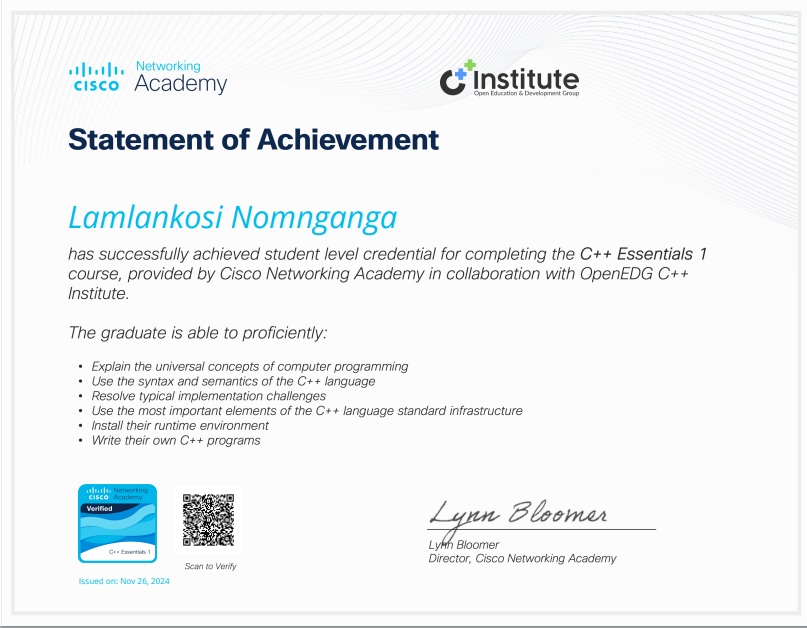 CISCO
Networking
Academy
C++ Institute
Open Education & Development Group
Statement of Achievement
Lamlankosi Nomnganga
has successfully achieved student level credential for completing the C++ Essentials 1
course, provided by Cisco Networking Academy in collaboration with OpenEDG C++
Institute.
The graduate is able to proficiently:
• Explain the universal concepts of computer programming
• Use the syntax and semantics of the C++ language
• Resolve typical implementation challenges
• Use the most important elements of the C++ language standard infrastructure
• Install their runtime environment
• Write their own C++ programs
CISCO
Networking
Academy
Verified
C++ Essentials 1
Scan to Verify
Issued on: Nov 26, 2024
Lynn Bloomer
Lynn Bloomer
Director, Cisco Networking Academy